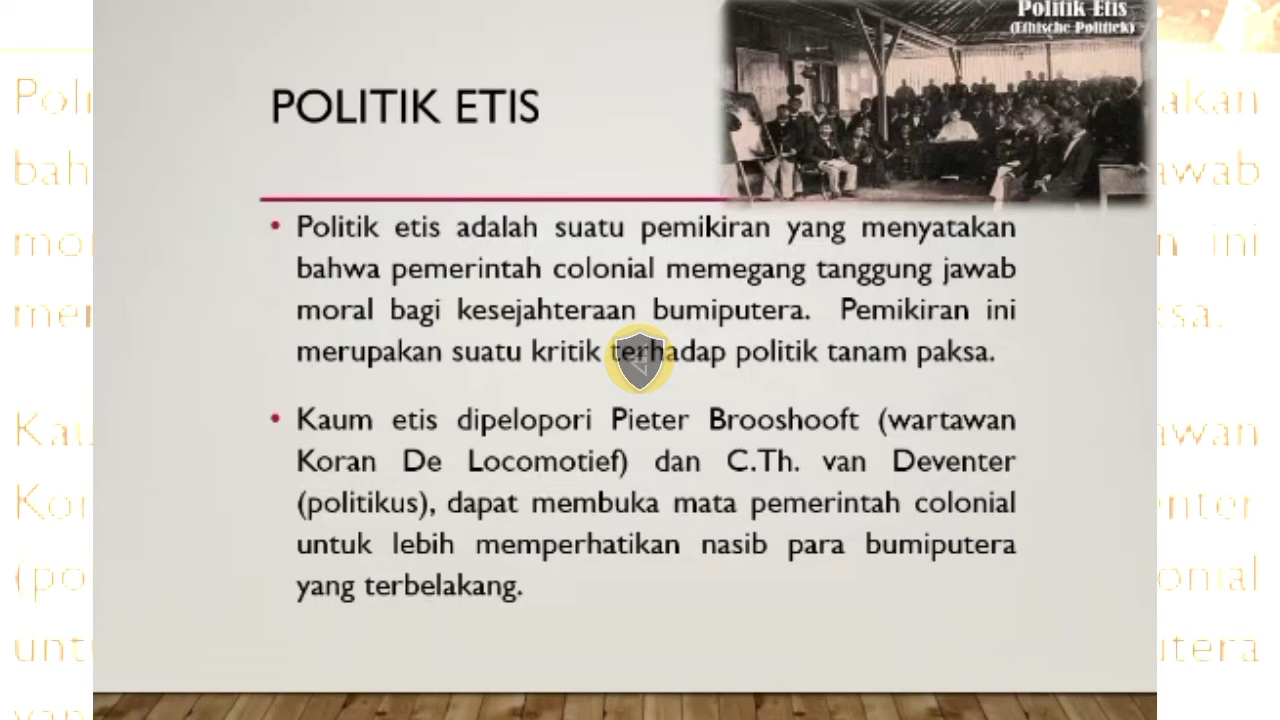 Politik Etis
(Ethische Politiek)
POLITIK ETIS
• Politik etis adalah suatu pemikiran yang menyatakan
bahwa pemerintah colonial memegang tanggung jawab
moral bagi kesejahteraan bumiputera. Pemikiran ini
merupakan suatu kritik terhadap politik tanam paksa.
• Kaum etis dipelopori Pieter Brooshooft (wartawan
Koran De Locomotief) dan C.Th. van Deventer
(politikus), dapat membuka mata pemerintah colonial
untuk lebih memperhatikan nasib para bumiputera
yang terbelakang.